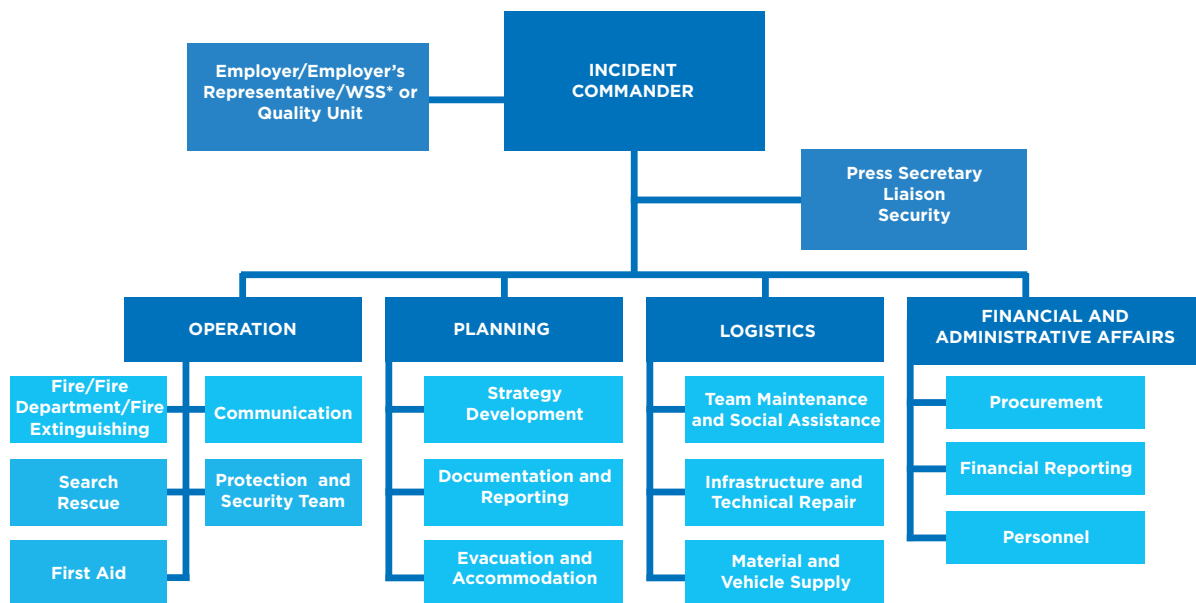 Employer/Employer's
Representative/WSS* or
Quality Unit
INCIDENT
COMMANDER
Press Secretary
Liaison
Security
OPERATION
PLANNING
LOGISTICS
FINANCIAL AND
ADMINISTRATIVE AFFAIRS
Fire/Fire
Department/Fire
Extinguishing
Communication
Search
Rescue
Protection and
Security Team
First Aid
Strategy
Development
Documentation and
Reporting
Evacuation and
Accommodation
Team Maintenance
and Social Assistance
Infrastructure and
Technical Repair
Material and
Vehicle Supply
Procurement
Financial Reporting
Personnel